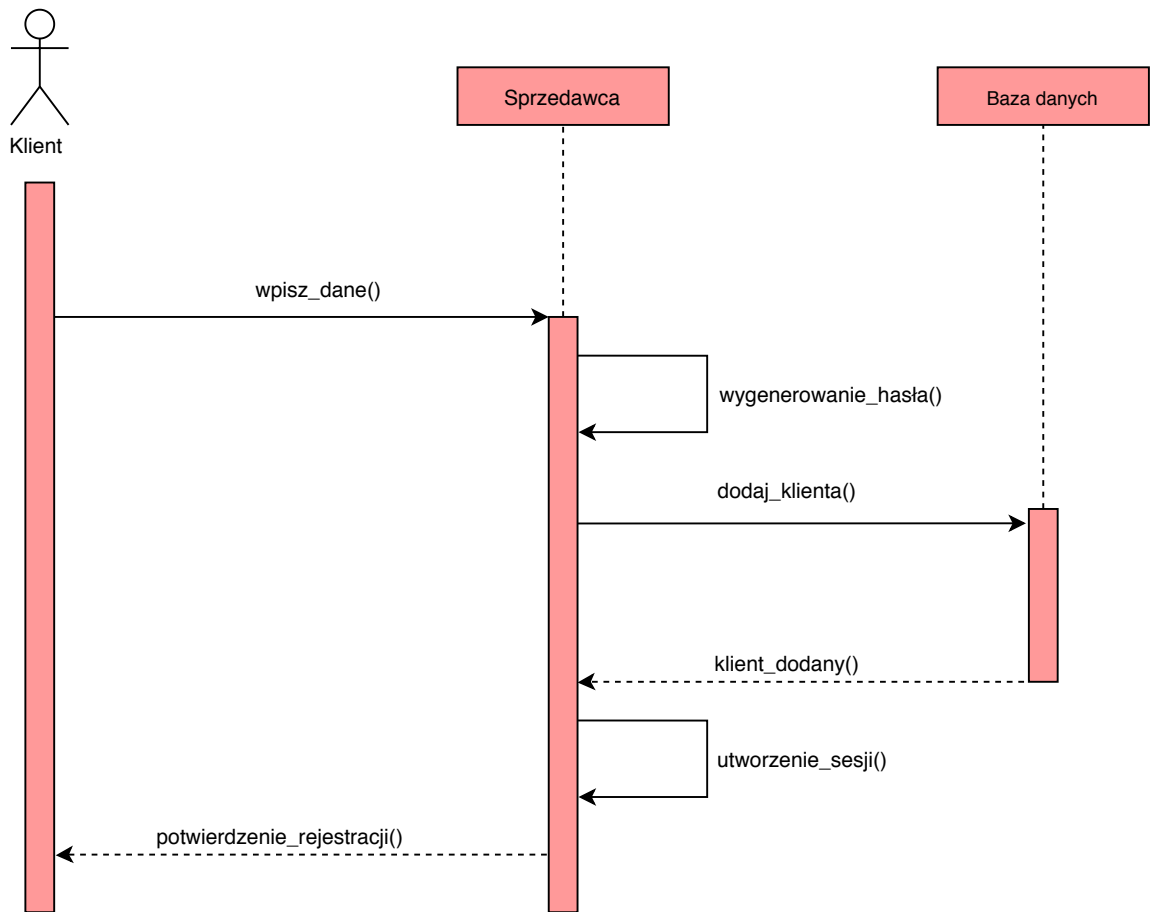 Klient
Sprzedawca
Baza danych
wpisz_dane()
wygenerowanie_hasła()
dodaj_klienta()
klient_dodany()
utworzenie_sesji()
potwierdzenie_rejestracji()